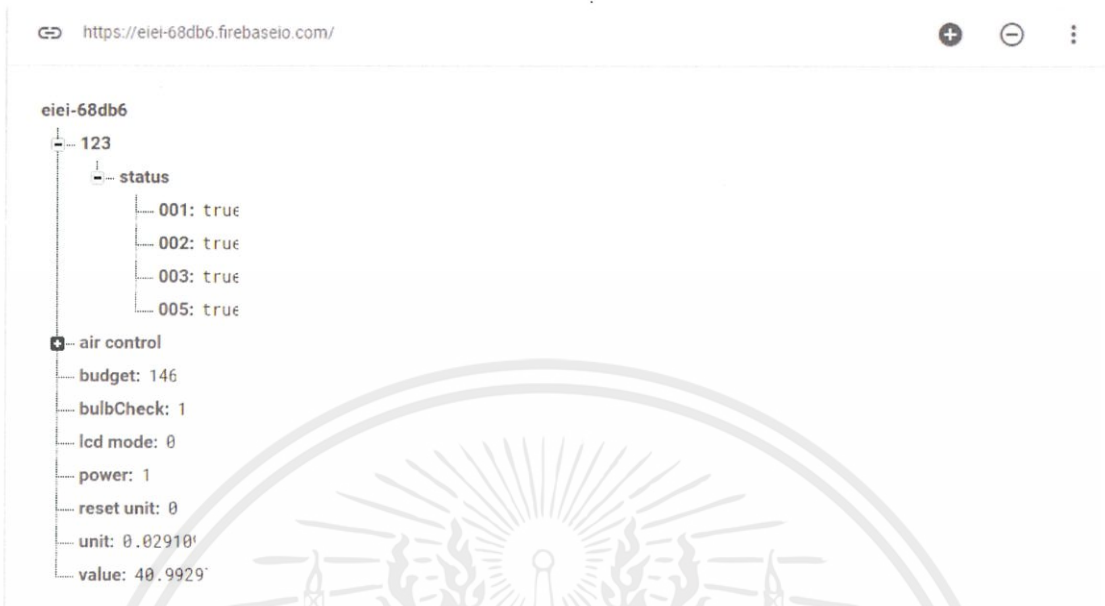 https://eiei-68db6.firebaseio.com/
eiei-68db6
123
status
001: true
002: true
003: true
005: true
air control
budget: 146
bulbCheck: 1
lcd mode: 0
power: 1
reset unit: 0
unit: 0.02910
value: 40.9929